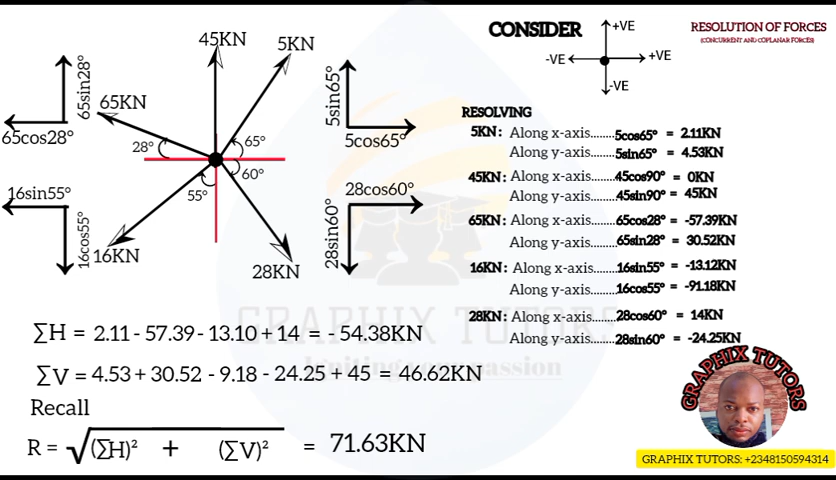 CONSIDER
+VE
-VE
+VE
-VE
RESOLUTION OF FORCES
(CONCURRENT AND COPLANAR FORCES)
45KN
5KN
65KN
28°
65°
60°
55°
16KN
28KN
65sin28°
65cos28°
16sin55°
16cos55°
5sin65°
5cos65°
28cos60°
28sin60°
RESOLVING
5KN: Along x-axis........5cos65° = 2.11KN
Along y-axis.......5sin65° = 4.53KN
45KN: Along x-axis......45cos90° = 0KN
Along y-axis.......45sin90° = 45KN
65KN: Along x-axis......65cos28° = -57.39KN
Along y-axis.......65sin28° = 30.52KN
16KN: Along x-axis.......16sin55° = -13.12KN
Along y-axis.......16cos55° = -91.18KN
28KN: Along x-axis......28cos60° = 14KN
Along y-axis.......28sin60° = -24.25KN
∑H = 2.11 - 57.39 - 13.10 + 14 = - 54.38KN
∑V = 4.53 + 30.52 - 9.18 - 24.25 + 45 = 46.62KN
Recall
R = √(∑H)² + (∑V)² = 71.63KN
GRAPHIX TUTORS
Igniting your passion
GRAPHIX TUTORS
GRAPHIX TUTORS: +2348150594314